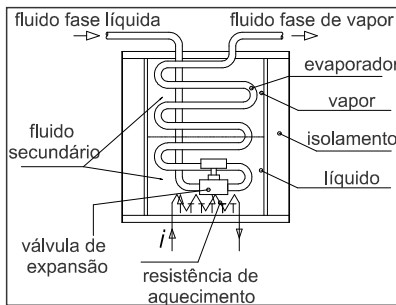 fluido fase líquida
fluido fase de vapor
evaporador
vapor
isolamento
fluido
secundário
líquido
válvula de
expansão
i
resistência de
aquecimento